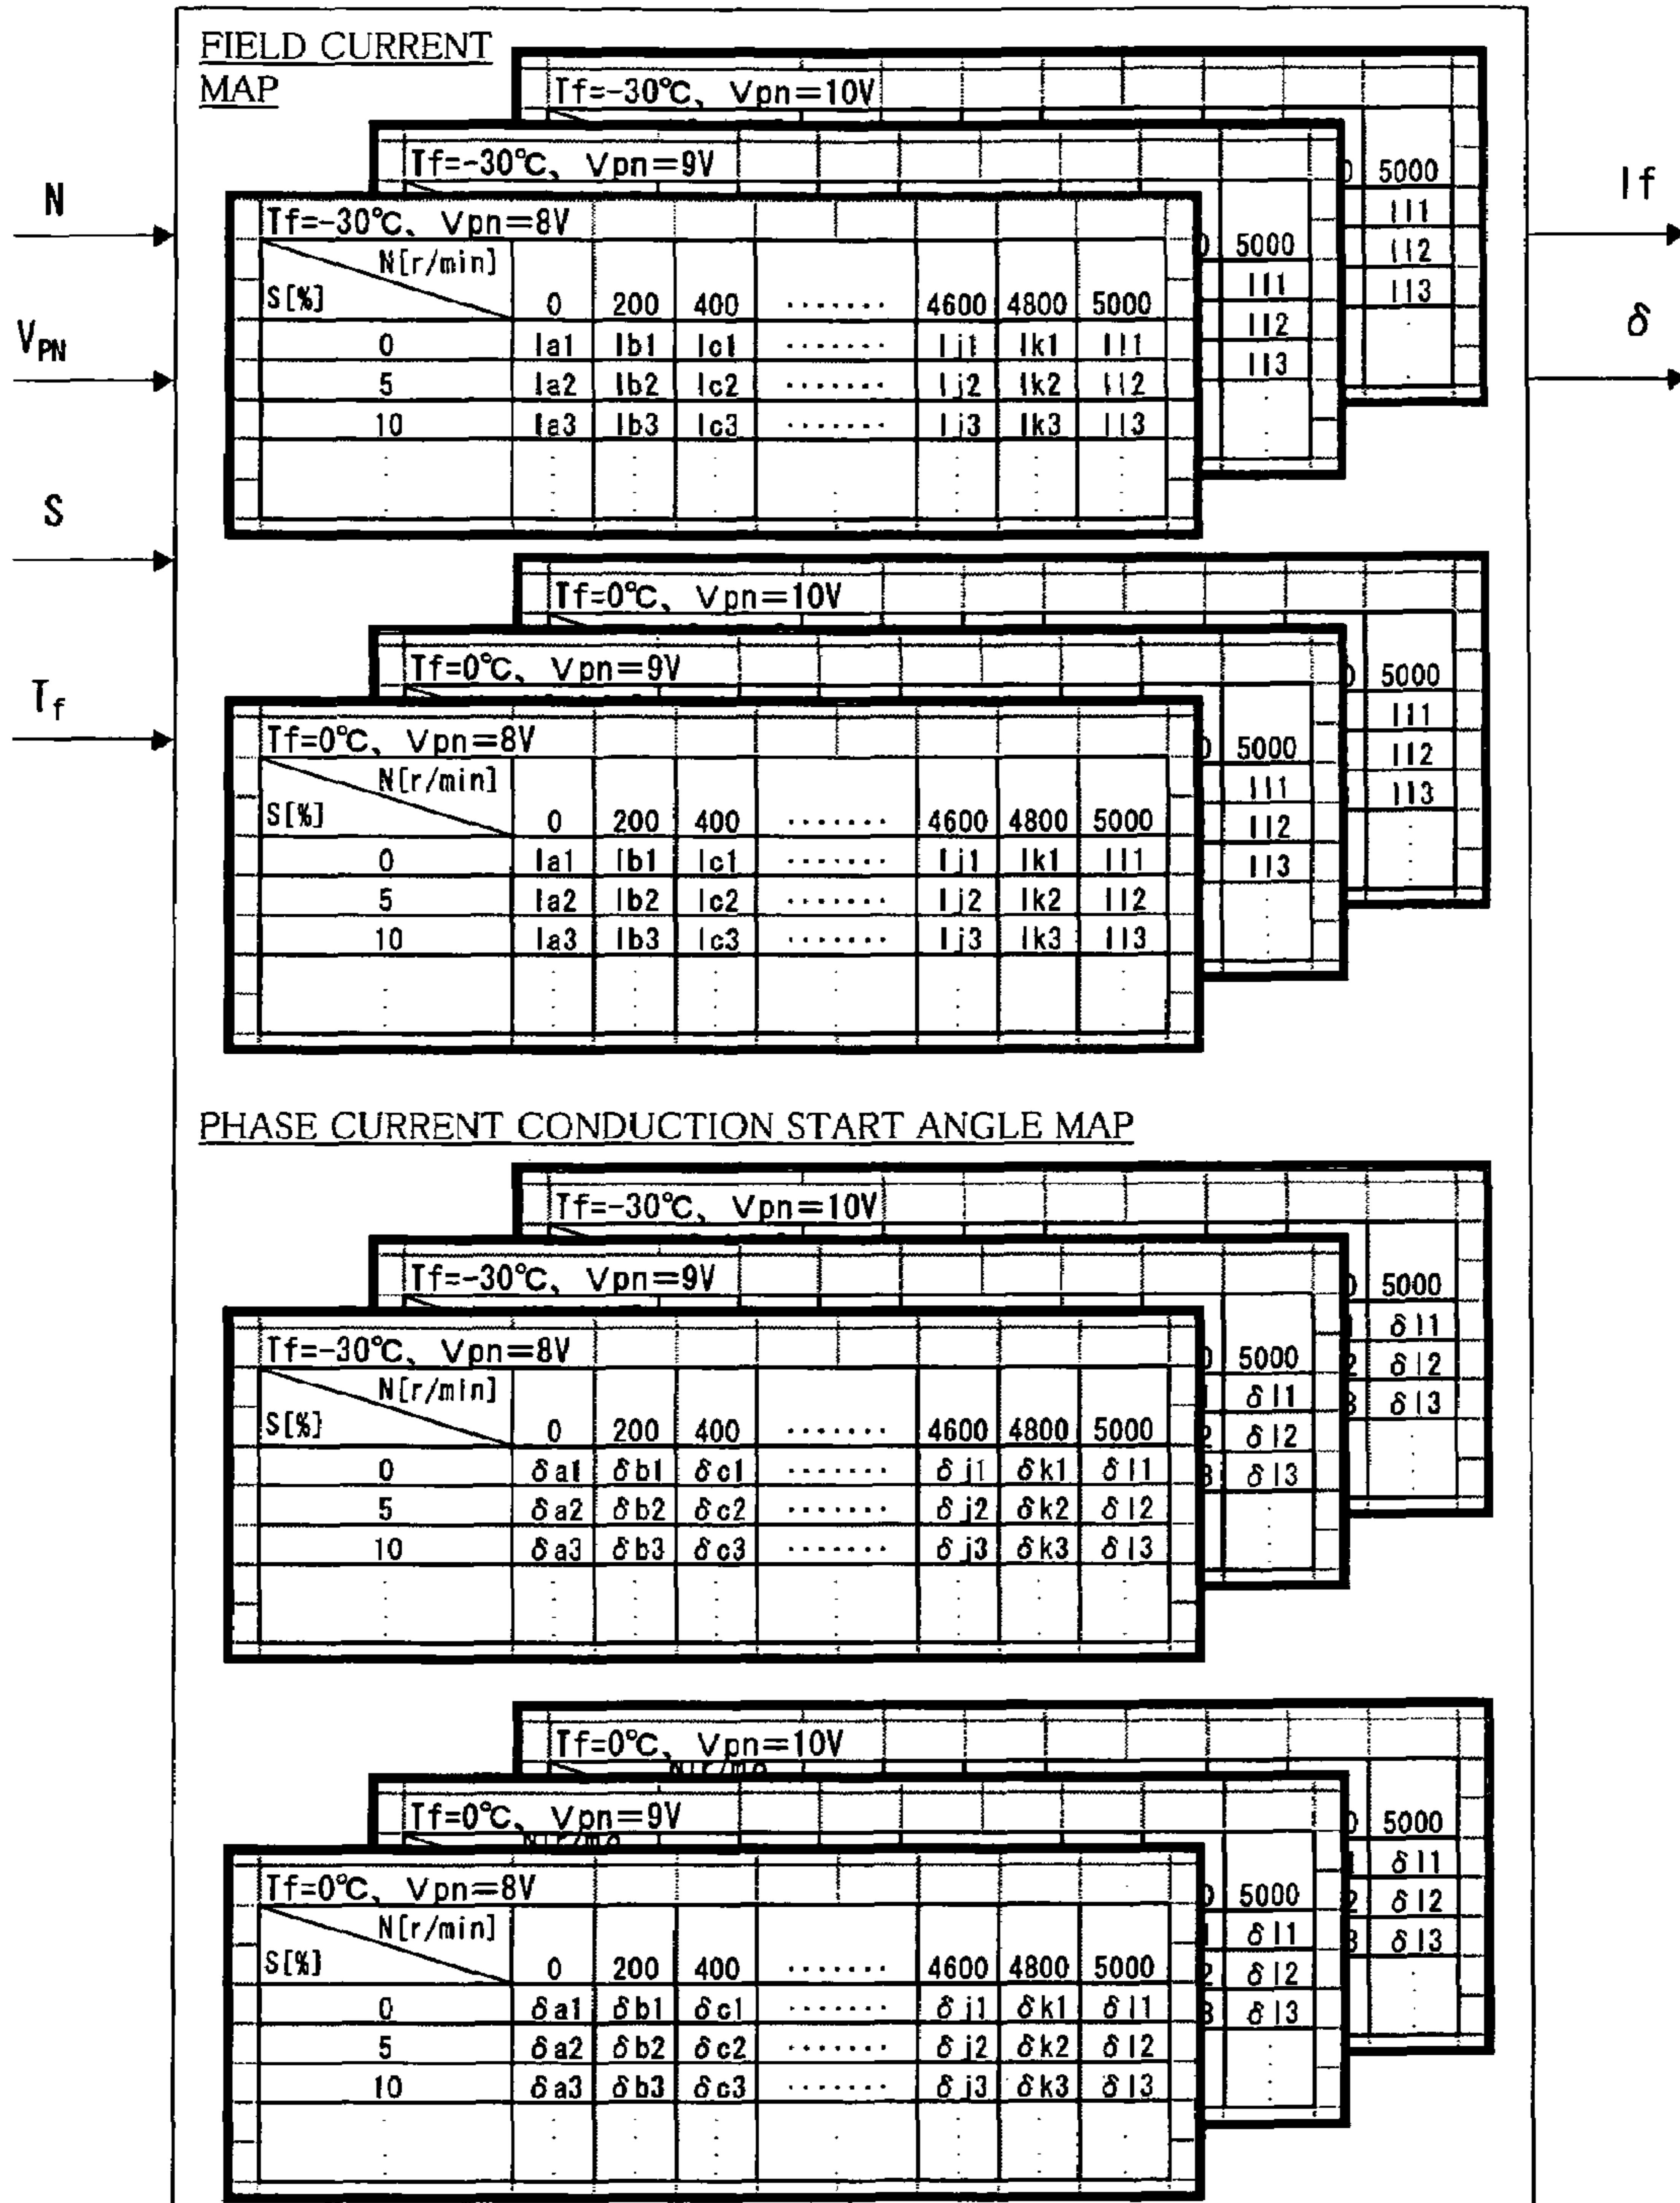 FIELD CURRENT
MAP
N
V_PN
S
T_f
If
δ
Tf=-30℃、 Vpn=10V
5000
Il1
Il2
Il3
Tf=-30℃、 Vpn=9V
5000
Il1
Il2
Il3
Tf=-30℃、 Vpn=8V
N[r/min]
S[%] 0 200 400 ······· 4600 4800 5000
0 Ia1 Ib1 Ic1 ······· Ij1 Ik1 Il1
5 Ia2 Ib2 Ic2 ······· Ij2 Ik2 Il2
10 Ia3 Ib3 Ic3 ······· Ij3 Ik3 Il3
Tf=0℃、 Vpn=10V
5000
Il1
Il2
Il3
Tf=0℃、 Vpn=9V
5000
Il1
Il2
Il3
Tf=0℃、 Vpn=8V
N[r/min]
S[%] 0 200 400 ······· 4600 4800 5000
0 Ia1 Ib1 Ic1 ······· Ij1 Ik1 Il1
5 Ia2 Ib2 Ic2 ······· Ij2 Ik2 Il2
10 Ia3 Ib3 Ic3 ······· Ij3 Ik3 Il3
PHASE CURRENT CONDUCTION START ANGLE MAP
Tf=-30℃、 Vpn=10V
5000
δl1
δl2
δl3
Tf=-30℃、 Vpn=9V
5000
δl1
δl2
δl3
Tf=-30℃、 Vpn=8V
N[r/min]
S[%] 0 200 400 ······· 4600 4800 5000
0 δa1 δb1 δc1 ······· δj1 δk1 δl1
5 δa2 δb2 δc2 ······· δj2 δk2 δl2
10 δa3 δb3 δc3 ······· δj3 δk3 δl3
Tf=0℃、 Vpn=10V
5000
δl1
δl2
δl3
Tf=0℃、 Vpn=9V
5000
δl1
δl2
δl3
Tf=0℃、 Vpn=8V
N[r/min]
S[%] 0 200 400 ······· 4600 4800 5000
0 δa1 δb1 δc1 ······· δj1 δk1 δl1
5 δa2 δb2 δc2 ······· δj2 δk2 δl2
10 δa3 δb3 δc3 ······· δj3 δk3 δl3